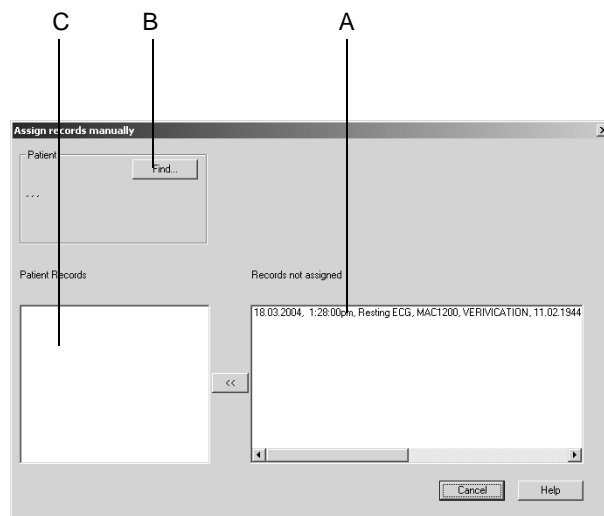 C B A
Assign records manually
Patient
Find...
, , ,
Patient Records Records not assigned
18.03.2004, 1:28:00pm, Resting ECG, MAC1200, VERIVICATION, 11.02.1944
<<
Cancel Help